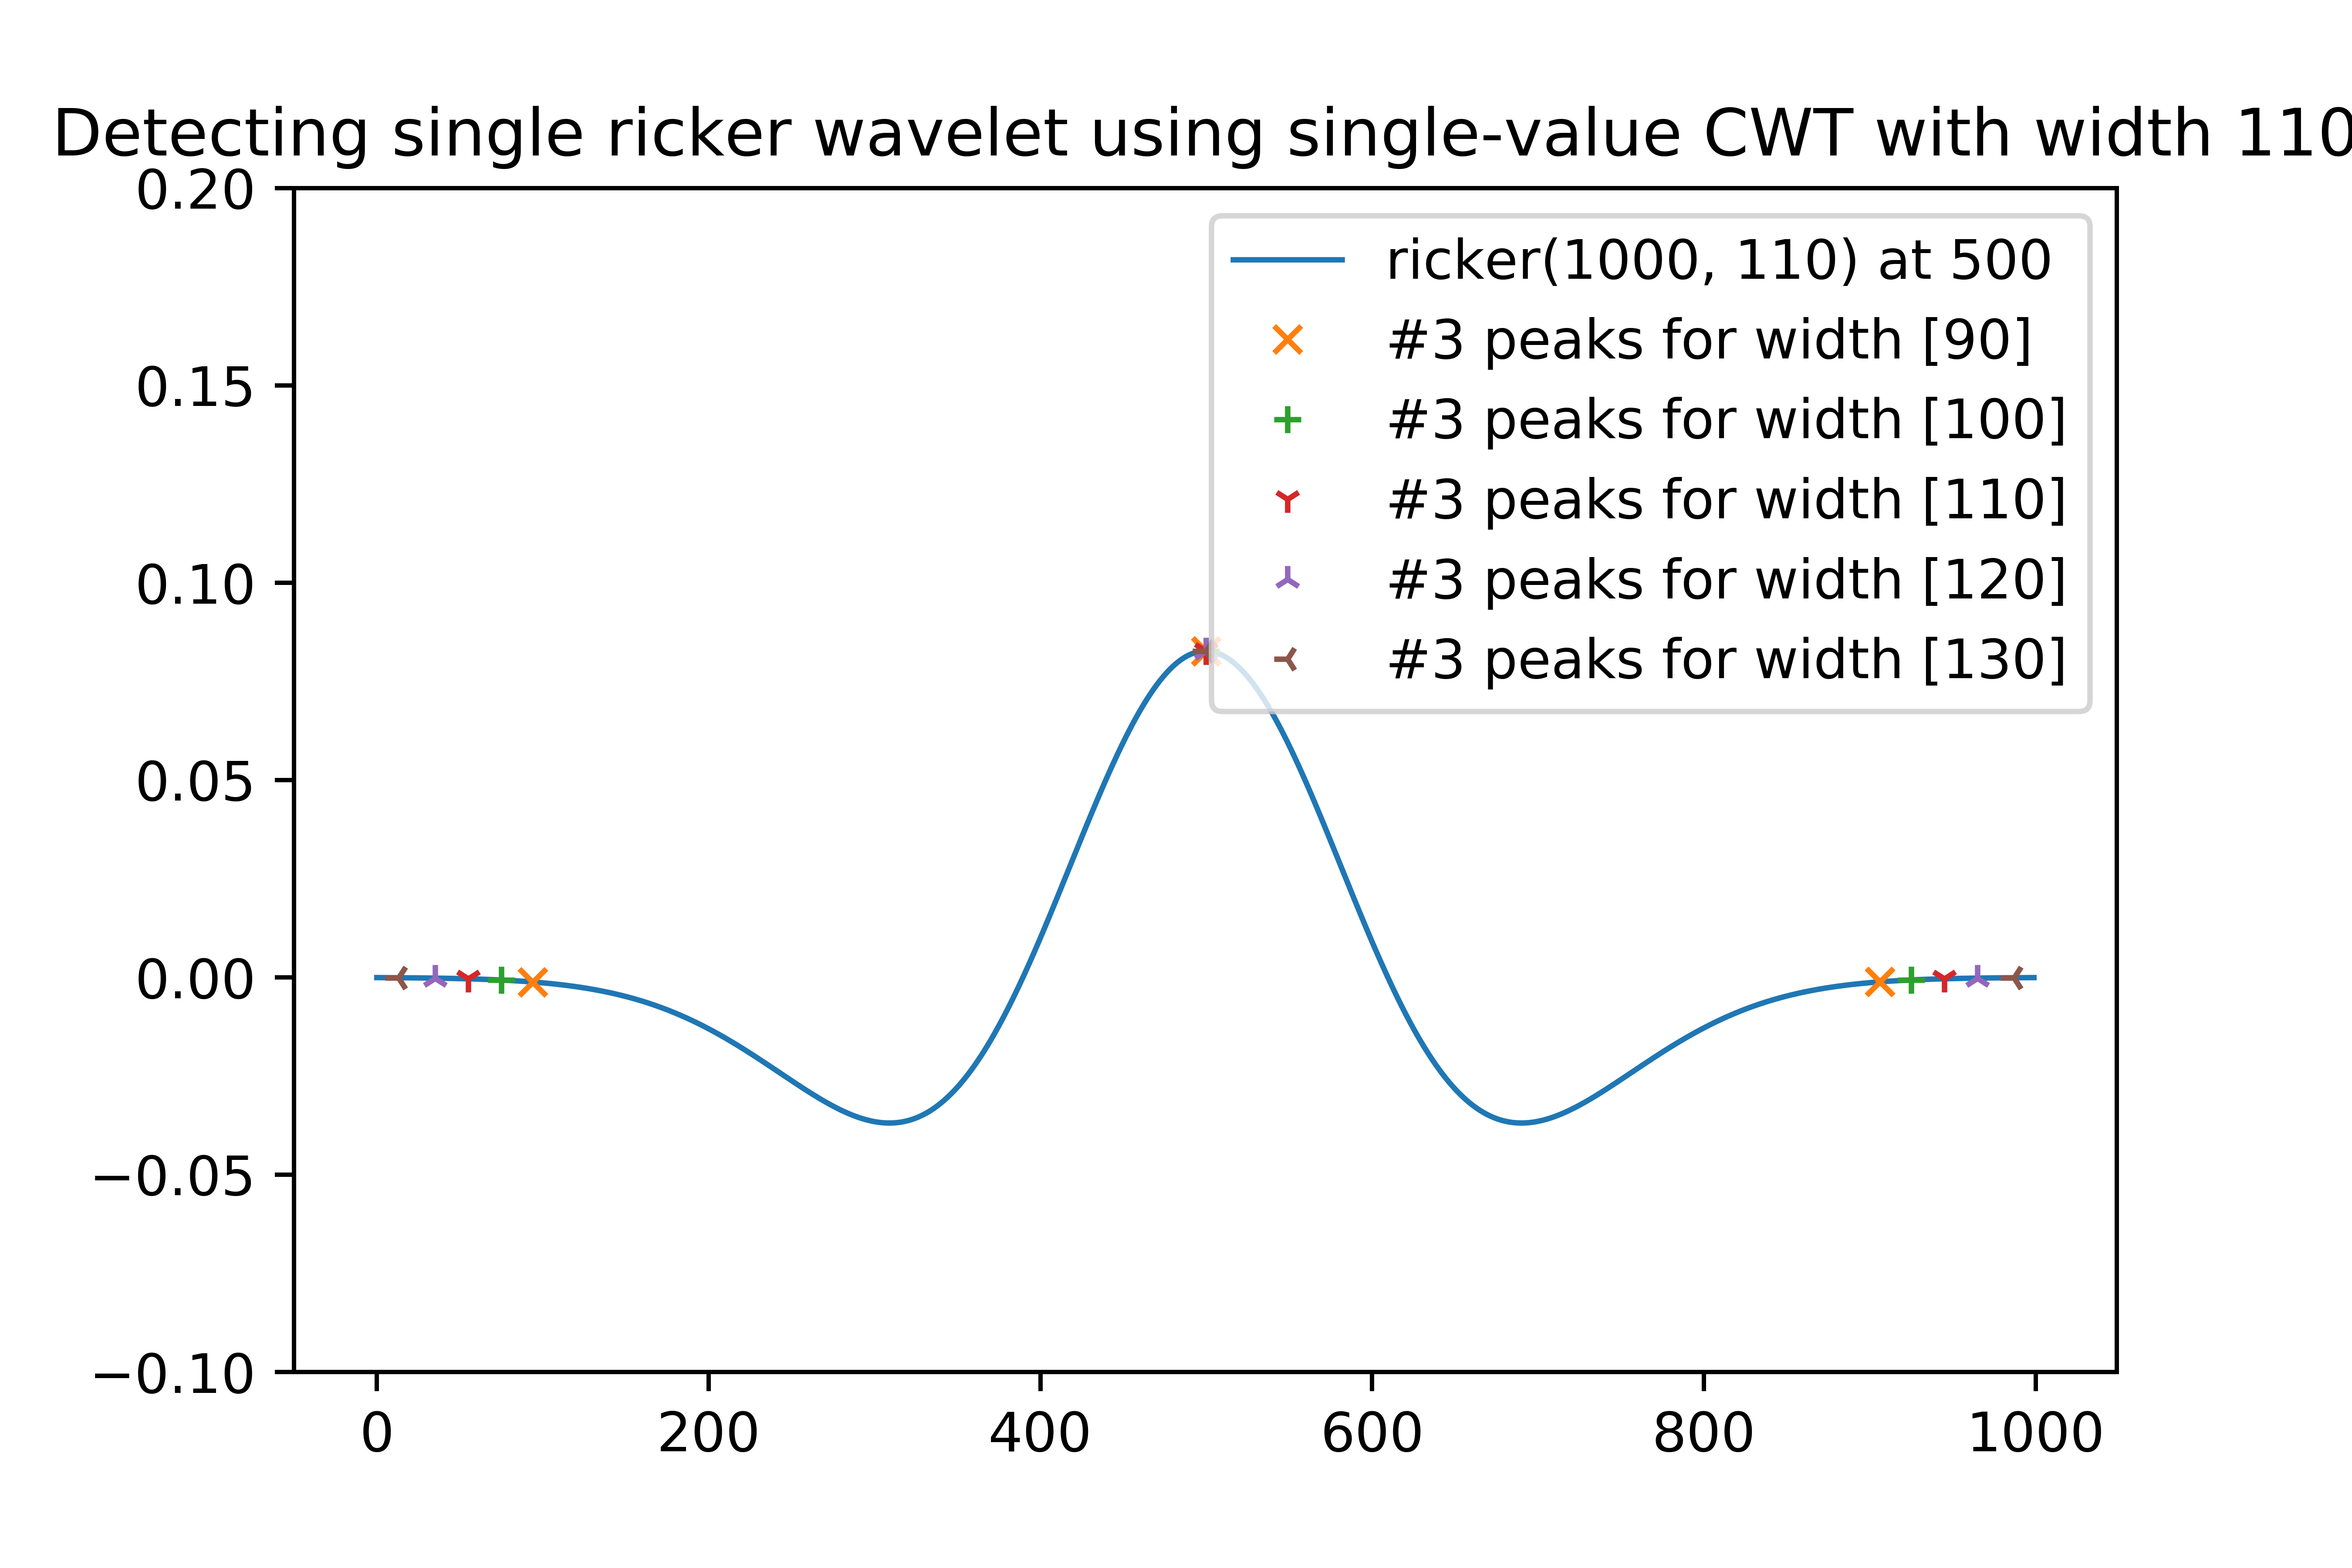 Detecting single ricker wavelet using single-value CWT with width 110
0.20
0.15
0.10
0.05
0.00
−0.05
−0.10
ricker(1000, 110) at 500
#3 peaks for width [90]
#3 peaks for width [100]
#3 peaks for width [110]
#3 peaks for width [120]
#3 peaks for width [130]
0 200 400 600 800 1000